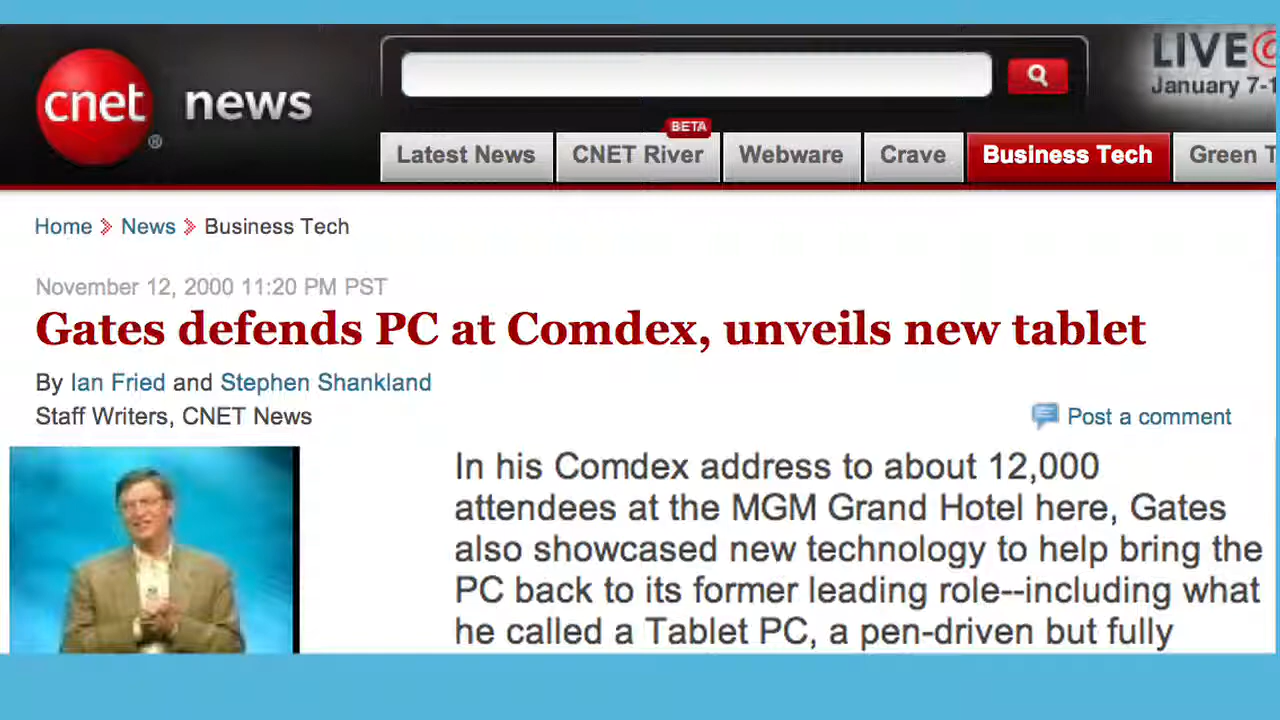 cnet news
®
LIVE@
January 7-1
BETA
Latest News
CNET River
Webware
Crave
Business Tech
Green T
Home
News
Business Tech
November 12, 2000 11:20 PM PST
Gates defends PC at Comdex, unveils new tablet
By Ian Fried and Stephen Shankland
Staff Writers, CNET News
Post a comment
In his Comdex address to about 12,000
attendees at the MGM Grand Hotel here, Gates
also showcased new technology to help bring the
PC back to its former leading role--including what
he called a Tablet PC, a pen-driven but fully